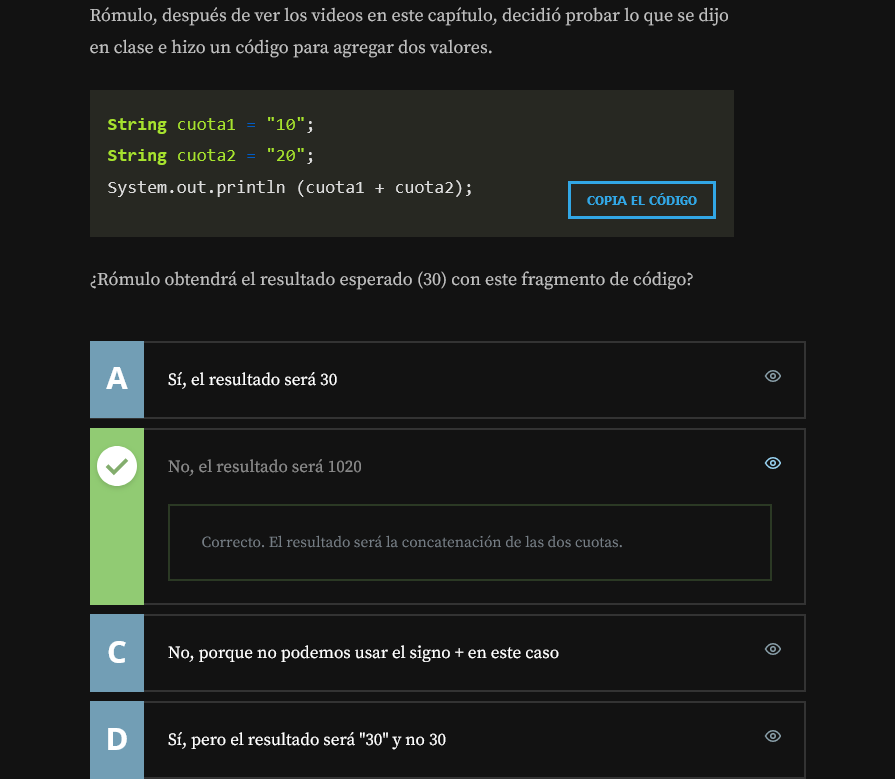 Rómulo, después de ver los videos en este capítulo, decidió probar lo que se dijo
en clase e hizo un código para agregar dos valores.
String cuota1 = "10";
String cuota2 = "20";
System.out.println (cuota1 + cuota2);
COPIA EL CÓDIGO
¿Rómulo obtendrá el resultado esperado (30) con este fragmento de código?
A
Sí, el resultado será 30
No, el resultado será 1020
Correcto. El resultado será la concatenación de las dos cuotas.
C
No, porque no podemos usar el signo + en este caso
D
Sí, pero el resultado será "30" y no 30